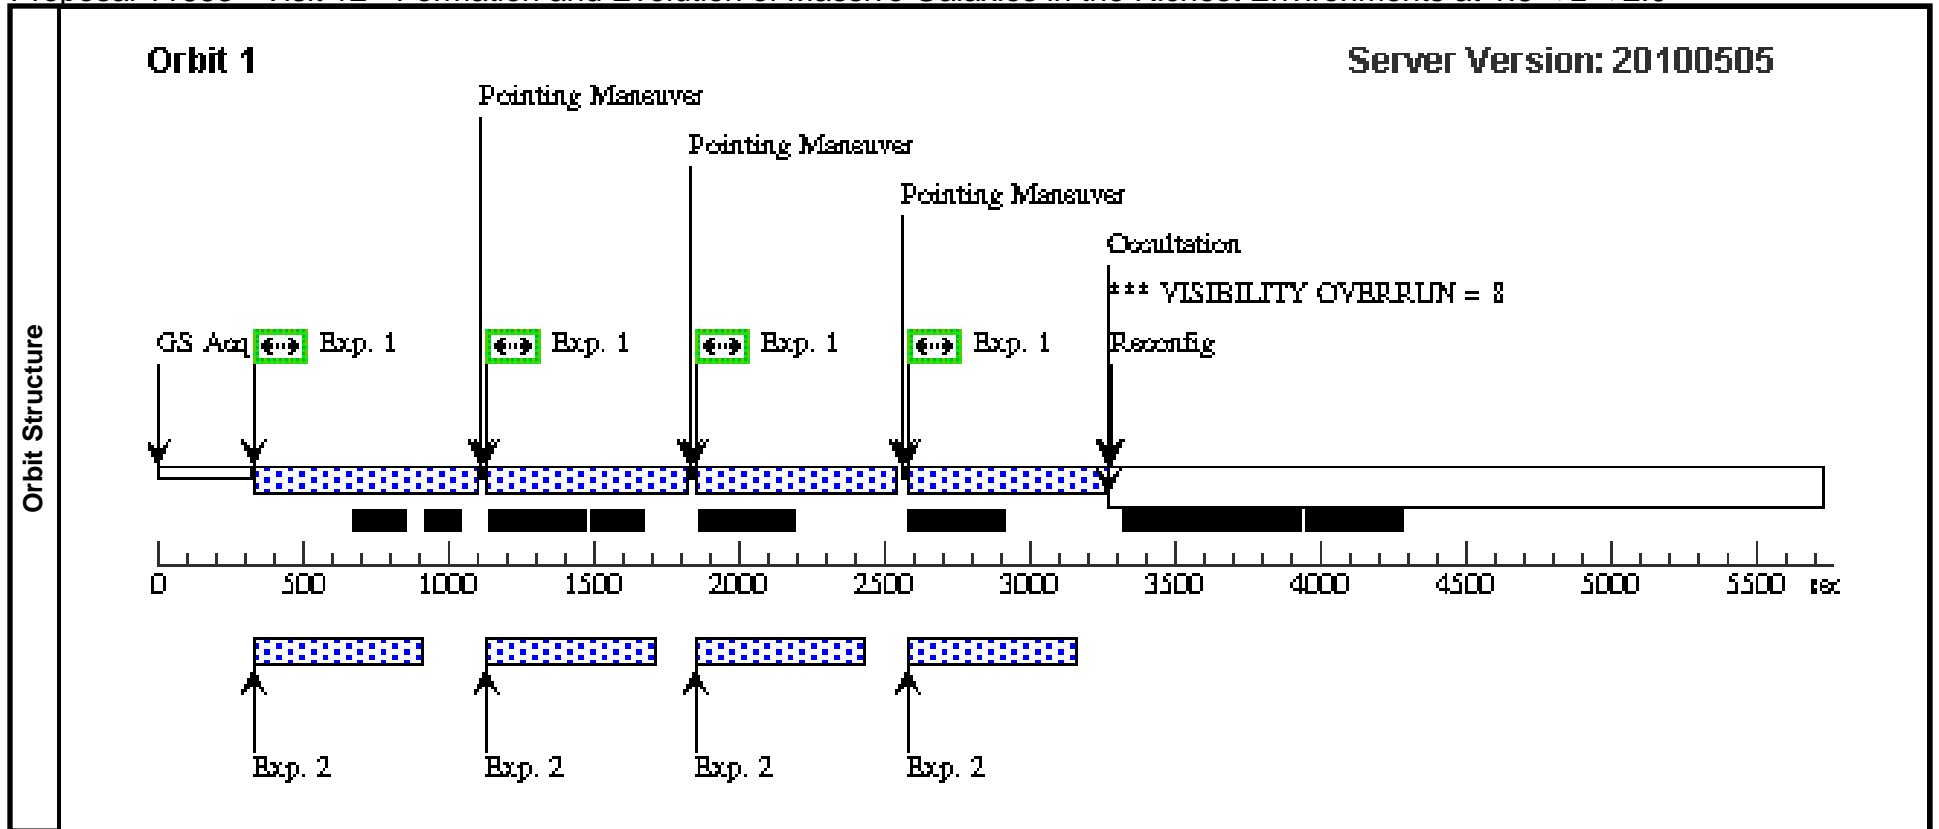 Orbit Structure
Orbit 1
Server Version: 20100505
Pointing Maneuver
Pointing Maneuver
Pointing Maneuver
Occultation
*** VISIBILITY OVERRUN = 8
GS Acq
Exp. 1
Exp. 1
Exp. 1
Exp. 1
Reconfig
0 500 1000 1500 2000 2500 3000 3500 4000 4500 5000 5500 sec
Exp. 2
Exp. 2
Exp. 2
Exp. 2